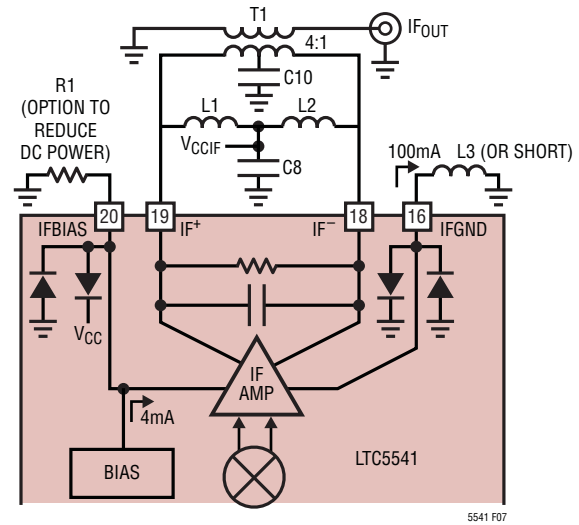 T1
IFOUT
4:1
C10
R1
(OPTION TO
REDUCE
DC POWER)
L1
L2
VCCIF
C8
100mA
L3 (OR SHORT)
20
19
18
16
IFBIAS
IF+
IF–
IFGND
VCC
IF
AMP
4mA
BIAS
LTC5541
5541 F07